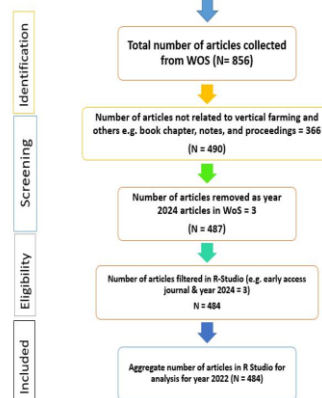 Identification
Total number of articles collected
from WOS (N= 856)
Screening
Number of articles not related to vertical farming and
others e.g. book chapter, notes, and proceedings = 366
(N = 490)
Number of articles removed as year
2024 articles in WoS = 3
(N = 487)
Eligibility
Number of articles filtered in R-Studio (e.g. early access
journal & year 2024 = 3)
N = 484
Included
Aggregate number of articles in R Studio for
analysis for year 2022 (N = 484)